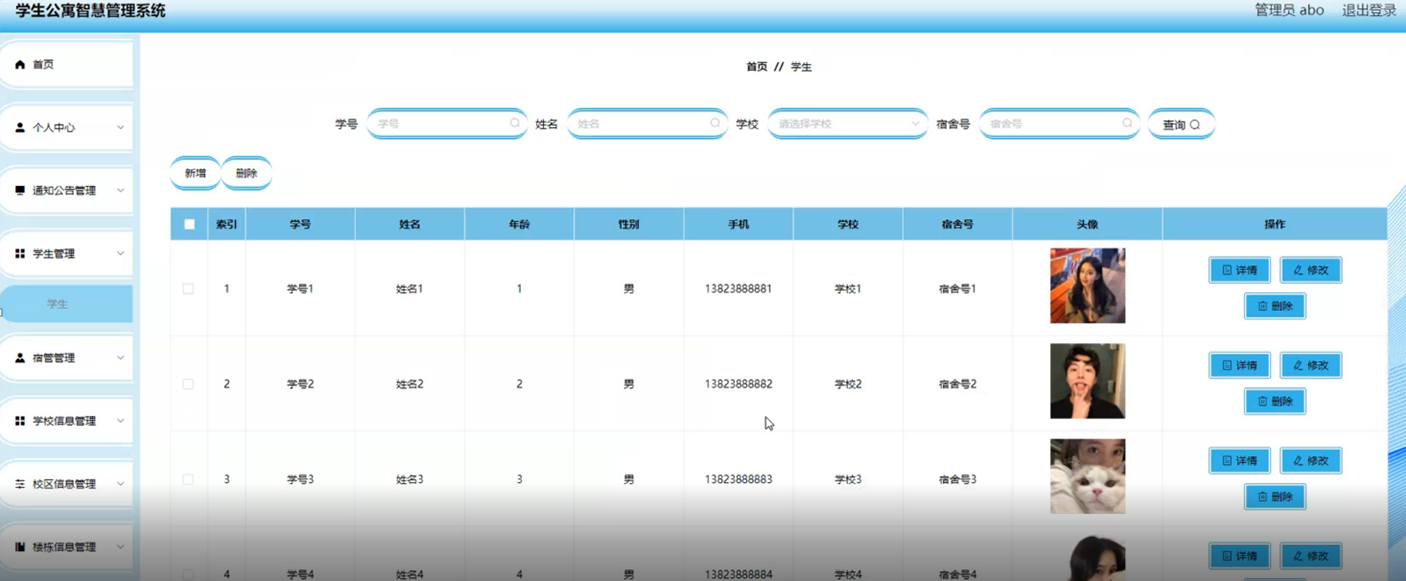 学生公寓智慧管理系统
管理员 abo 退出登录
首页
个人中心
通知公告管理
学生管理
学生
宿管管理
学校信息管理
校区信息管理
楼栋信息管理
首页 // 学生
学号 学号 姓名 姓名 学校 请选择学校 宿舍号 宿舍号 查询
新增 删除
索引 学号 姓名 年龄 性别 手机 学校 宿舍号 头像 操作
1 学号1 姓名1 1 男 13823888881 学校1 宿舍号1 详情 修改
删除
2 学号2 姓名2 2 男 13823888882 学校2 宿舍号2 详情 修改
删除
3 学号3 姓名3 3 男 13823888883 学校3 宿舍号3 详情 修改
删除
4 学号4 姓名4 4 男 13823888884 学校4 宿舍号4 详情 修改